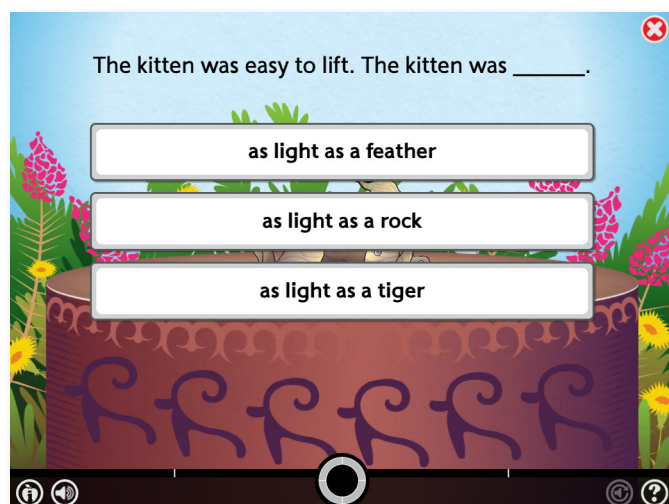 The kitten was easy to lift. The kitten was ______.
as light as a feather
as light as a rock
as light as a tiger